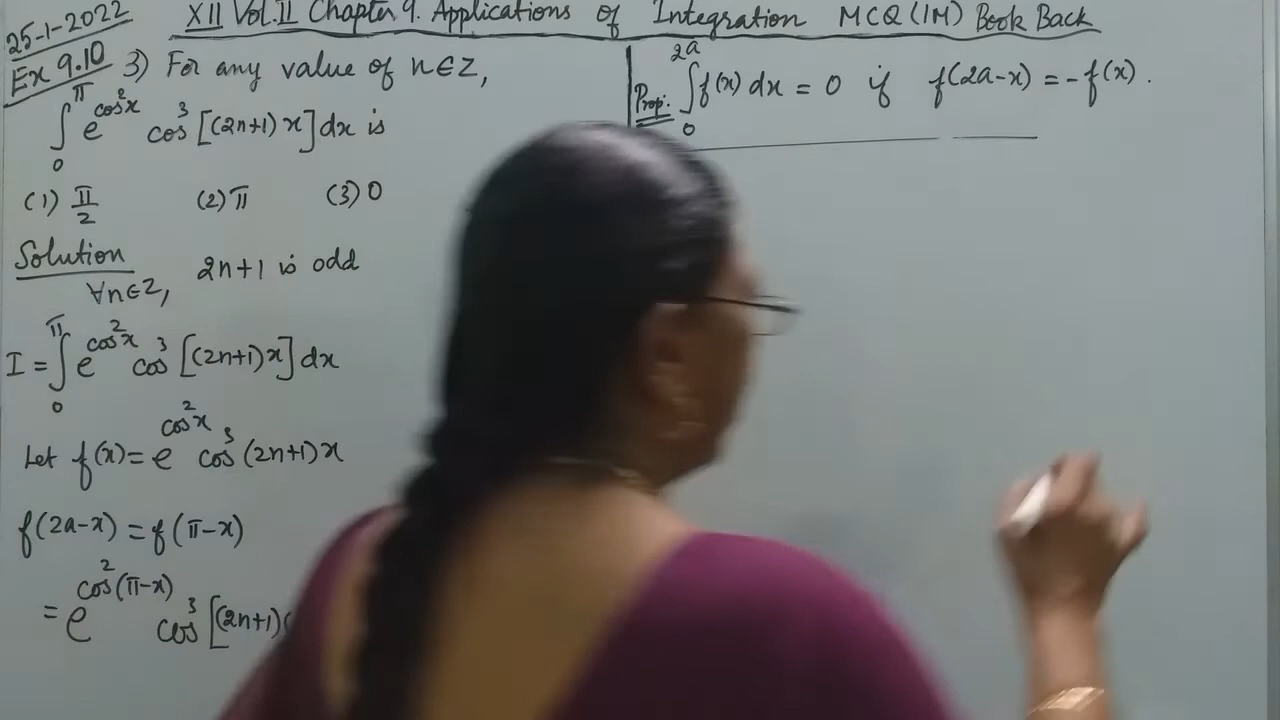 25-1-2022
XII Vol.II Chapter 9. Applications of Integration MCQ (1M) Book Back
Ex 9.10
3) For any value of n∈Z,
∫₀^π e^(cos²x) cos³[(2n+1)x]dx is
(1) π/2 (2) π (3) 0
Solution
∀n∈Z, 2n+1 is odd
I = ∫₀^π e^(cos²x) cos³[(2n+1)x]dx
Let f(x) = e^(cos²x) cos³(2n+1)x
f(2a-x) = f(π-x)
= e^(cos²(π-x)) cos³[(2n+1)(
Prop: ∫₀^2a f(x) dx = 0 if f(2a-x) = -f(x).